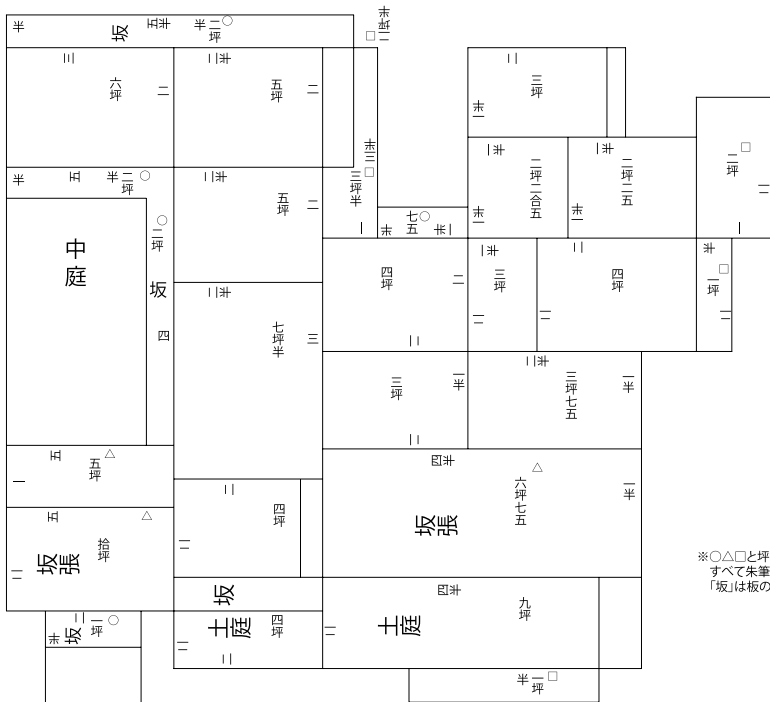 半 坂 五半 半 二坪 ○
□ 二坪半
三 六坪 二
二半 五坪 二
半三 □
三坪半 一
二 三坪 半一
一半 二坪二合五 半一
一半 二坪二五 半一
□ 二坪 二 一
半 五 半 二坪 ○
二半 五坪 二
七五 ○ 半 一半
中庭
○ 二坪 坂 四
四坪 二 二
一半 三坪 二
二 四坪 二
半 □ 一坪 二
二半 七坪半 三
三坪 一半 二
二半 三坪七五 一半
五 △ 五坪 一
二 四坪 二
四半 △ 六坪七五 一半
坂張
五 △ 拾坪 二
坂張
坂
土庭 四坪 二 二
四半 九坪 二
土庭
半 坂 二 一坪 ○
半 一坪 □
※○△□と坪
すべて朱筆
「坂」は板の